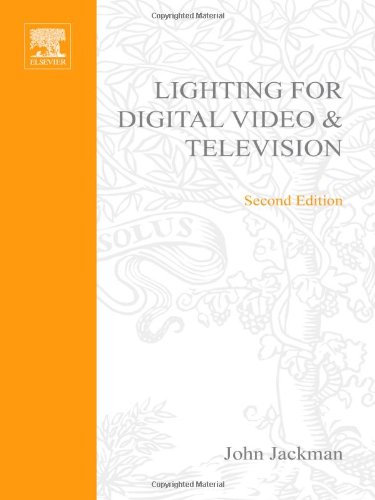 Copyrighted Material
ELSEVIER
LIGHTING FOR
DIGITAL VIDEO &
TELEVISION
Second Edition
SOLUS
John Jackman
Copyrighted Material